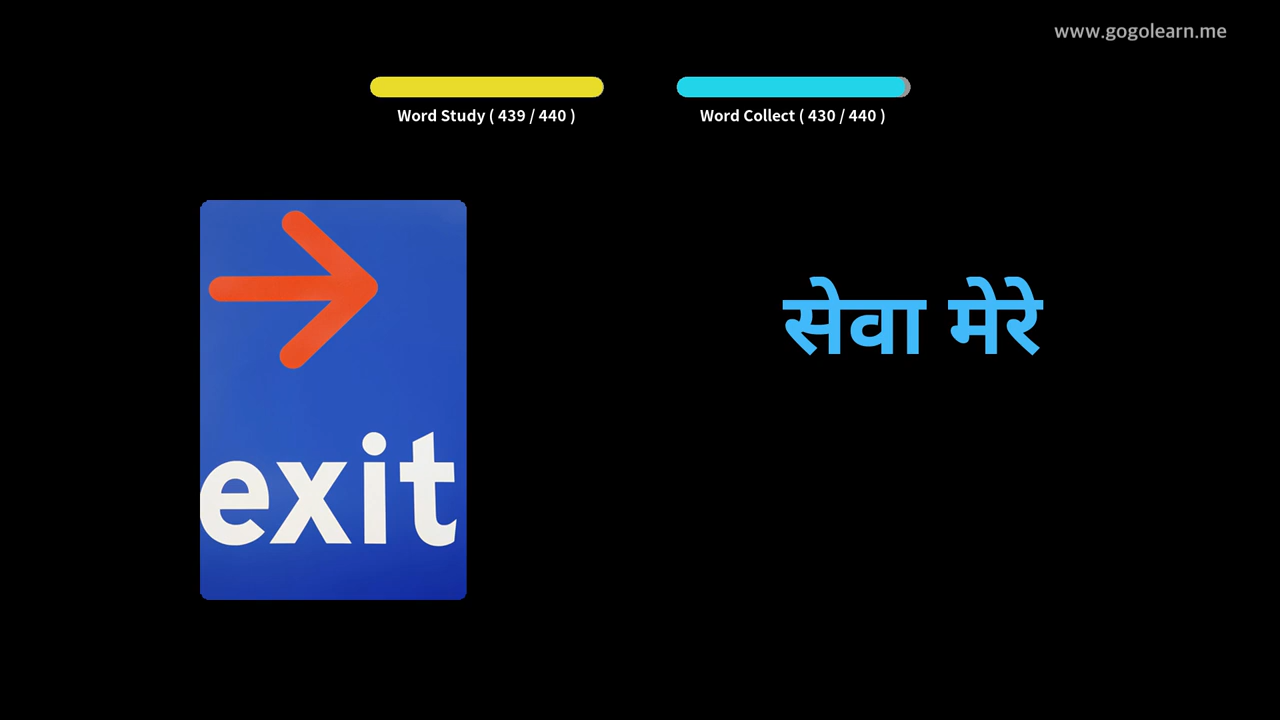 www.gogolearn.me
Word Study ( 439 / 440 )
Word Collect ( 430 / 440 )
सेवा मेरे
exit